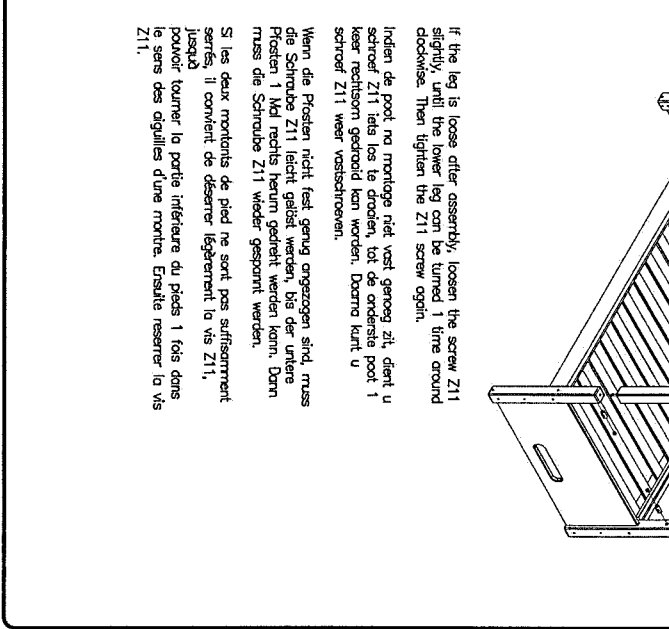 If the leg is loose after assembly, loosen the screw Z11
slightly, until the lower leg can be turned 1 time around
clockwise. Then tighten the Z11 screw again.
Indien de poot na montage niet vast genoeg zit, dient u
schroef Z11 iets los te draaien, tot de onderste poot 1
keer rechtsom gedraaid kan worden. Daarna kunt u
schroef Z11 weer vastschroeven.
Wenn die Pfosten nicht fest genug angezogen sind, muss
die Schraube Z11 leicht gelöst werden, bis der untere
Pfosten 1 Mal rechts herum gedreht werden kann. Dann
muss die Schraube Z11 wieder gespannt werden.
Si les deux montants de pied ne sont pas suffisamment
serrés, il convient de déserrer légèrement la vis Z11,
jusquà
pouvoir tourner la partie inférieure du pieds 1 fois dans
le sens des aiguilles d'une montre. Ensuite reserrer la vis
Z11.